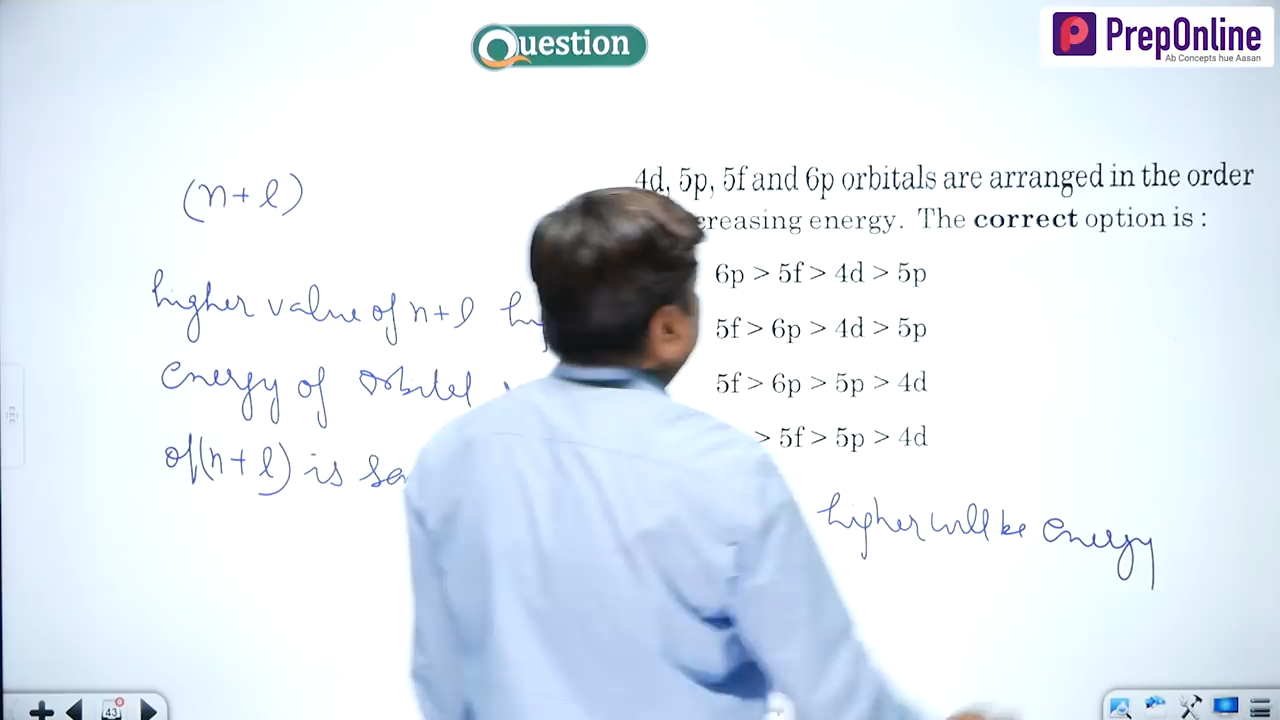 Question
PrepOnline
Ab Concepts hue Aasan
(n+l)
4d, 5p, 5f and 6p orbitals are arranged in the order
creasing energy. The correct option is :
6p > 5f > 4d > 5p
higher value of n+l
5f > 6p > 4d > 5p
energy of orbital
5f > 6p > 5p > 4d
> 5f > 5p > 4d
of (n+l) is
higher will be energy
43